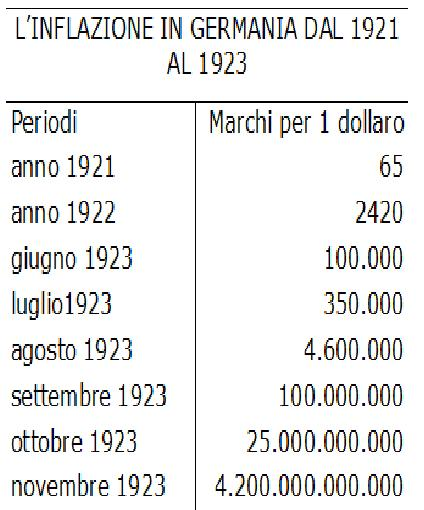 L'INFLAZIONE IN GERMANIA DAL 1921
AL 1923
Periodi Marchi per 1 dollaro
anno 1921 65
anno 1922 2420
giugno 1923 100.000
luglio1923 350.000
agosto 1923 4.600.000
settembre 1923 100.000.000
ottobre 1923 25.000.000.000
novembre 1923 4.200.000.000.000